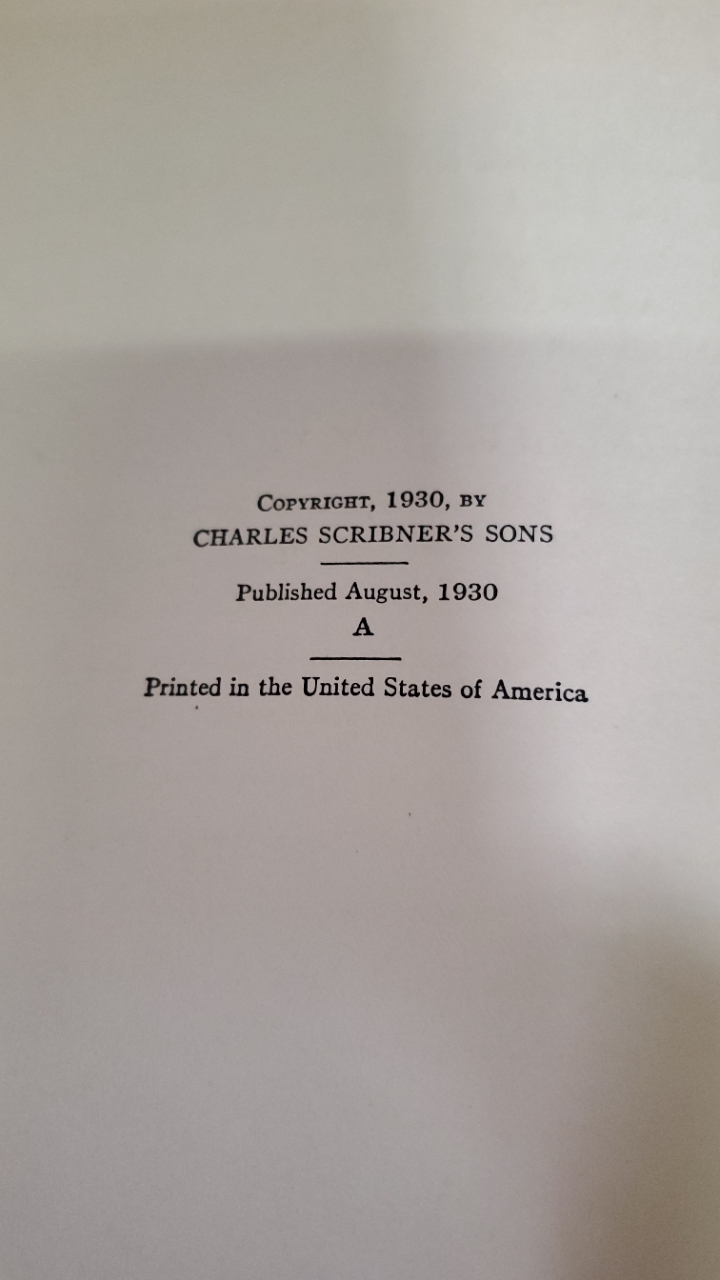 COPYRIGHT, 1930, BY
CHARLES SCRIBNER'S SONS
Published August, 1930
A
Printed in the United States of America